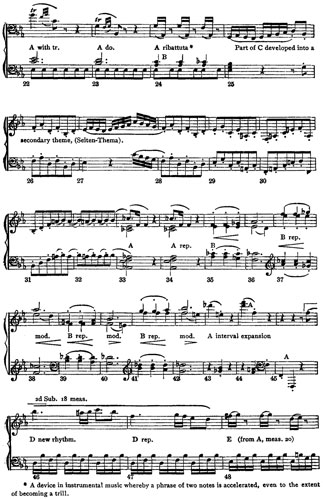 tr tr
A with tr. A do. A ribattuta* Part of C developed into a
B
22 23 24 25
secondary theme, (Seiten-Thema).
26 27 28 29 30
A A rep. B B rep.
31 32 33 34 35 36 37
A
mod. B rep. mod. B rep. mod. A interval expansion
A
38 39 40 41 42 43 44 45
2d Sub. 18 meas.
D new rhythm. D rep. E (from A, meas. 20)
46 47 48
* A device in instrumental music whereby a phrase of two notes is accelerated, even to the extent
of becoming a trill.